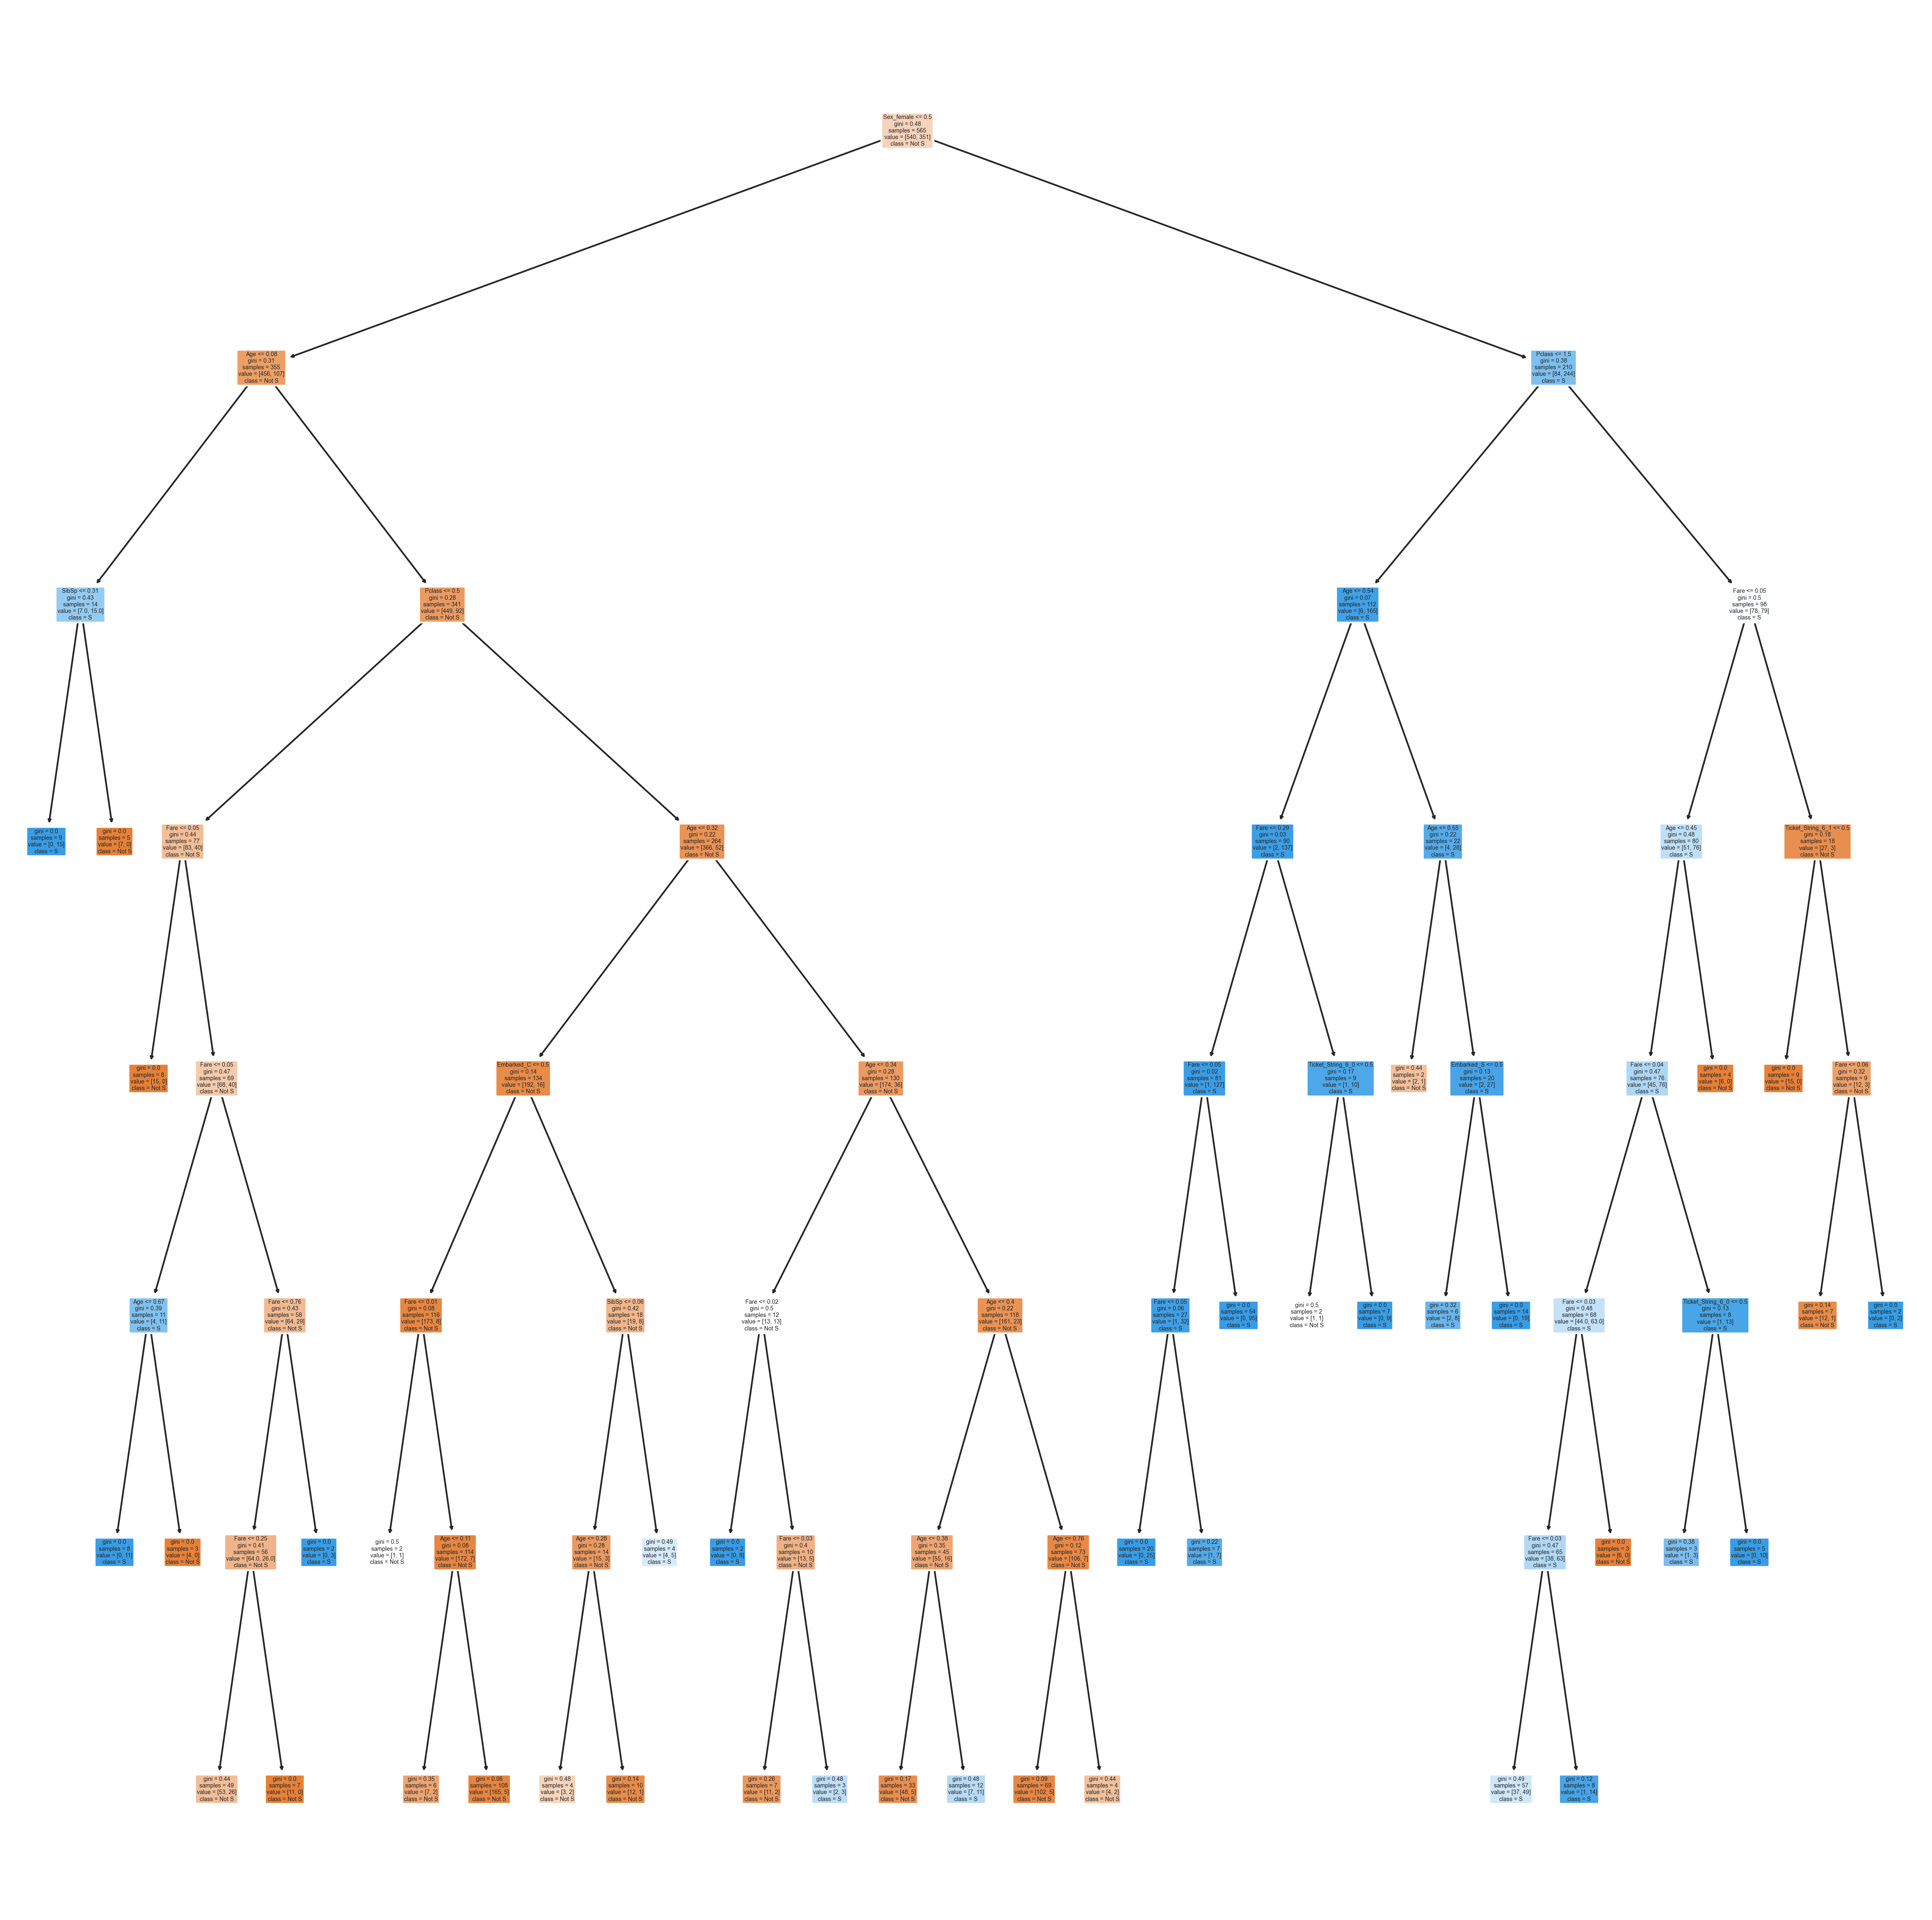 Sex_female <= 0.5
gini = 0.48
samples = 565
value = [540, 351]
class = Not S
Age <= 0.08
gini = 0.31
samples = 355
value = [456, 107]
class = Not S
Pclass <= 1.5
gini = 0.38
samples = 210
value = [84, 244]
class = S
SibSp <= 0.31
gini = 0.43
samples = 14
value = [7.0, 15.0]
class = S
Pclass <= 0.5
gini = 0.28
samples = 341
value = [449, 92]
class = Not S
Age <= 0.54
gini = 0.07
samples = 112
value = [6, 165]
class = S
Fare <= 0.05
gini = 0.5
samples = 98
value = [78, 79]
class = S
gini = 0.0
samples = 9
value = [0, 15]
class = S
gini = 0.0
samples = 5
value = [7, 0]
class = Not S
Fare <= 0.05
gini = 0.44
samples = 77
value = [83, 40]
class = Not S
Age <= 0.32
gini = 0.22
samples = 264
value = [366, 52]
class = Not S
Fare <= 0.29
gini = 0.03
samples = 90
value = [2, 137]
class = S
Age <= 0.55
gini = 0.22
samples = 22
value = [4, 28]
class = S
Age <= 0.45
gini = 0.48
samples = 80
value = [51, 76]
class = S
Ticket_String_6_1 <= 0.5
gini = 0.18
samples = 18
value = [27, 3]
class = Not S
gini = 0.0
samples = 8
value = [15, 0]
class = Not S
Fare <= 0.05
gini = 0.47
samples = 69
value = [68, 40]
class = Not S
Embarked_C <= 0.5
gini = 0.14
samples = 134
value = [192, 16]
class = Not S
Age <= 0.34
gini = 0.28
samples = 130
value = [174, 36]
class = Not S
Fare <= 0.05
gini = 0.02
samples = 81
value = [1, 127]
class = S
Ticket_String_6_0 <= 0.5
gini = 0.17
samples = 9
value = [1, 10]
class = S
gini = 0.44
samples = 2
value = [2, 1]
class = Not S
Embarked_S <= 0.5
gini = 0.13
samples = 20
value = [2, 27]
class = S
Fare <= 0.04
gini = 0.47
samples = 76
value = [45, 76]
class = S
gini = 0.0
samples = 4
value = [6, 0]
class = Not S
gini = 0.0
samples = 9
value = [15, 0]
class = Not S
Fare <= 0.06
gini = 0.32
samples = 9
value = [12, 3]
class = Not S
Age <= 0.67
gini = 0.39
samples = 11
value = [4, 11]
class = S
Fare <= 0.76
gini = 0.43
samples = 58
value = [64, 29]
class = Not S
Fare <= 0.01
gini = 0.08
samples = 116
value = [173, 8]
class = Not S
SibSp <= 0.06
gini = 0.42
samples = 18
value = [19, 8]
class = Not S
Fare <= 0.02
gini = 0.5
samples = 12
value = [13, 13]
class = Not S
Age <= 0.4
gini = 0.22
samples = 118
value = [161, 23]
class = Not S
Fare <= 0.05
gini = 0.06
samples = 27
value = [1, 32]
class = S
gini = 0.0
samples = 54
value = [0, 95]
class = S
gini = 0.5
samples = 2
value = [1, 1]
class = Not S
gini = 0.0
samples = 7
value = [0, 9]
class = S
gini = 0.32
samples = 6
value = [2, 8]
class = S
gini = 0.0
samples = 14
value = [0, 19]
class = S
Fare <= 0.03
gini = 0.48
samples = 68
value = [44.0, 63.0]
class = S
Ticket_String_6_0 <= 0.5
gini = 0.13
samples = 8
value = [1, 13]
class = S
gini = 0.14
samples = 7
value = [12, 1]
class = Not S
gini = 0.0
samples = 2
value = [0, 2]
class = S
gini = 0.0
samples = 8
value = [0, 11]
class = S
gini = 0.0
samples = 3
value = [4, 0]
class = Not S
Fare <= 0.25
gini = 0.41
samples = 56
value = [64.0, 26.0]
class = Not S
gini = 0.0
samples = 2
value = [0, 3]
class = S
gini = 0.5
samples = 2
value = [1, 1]
class = Not S
Age <= 0.11
gini = 0.08
samples = 114
value = [172, 7]
class = Not S
Age <= 0.28
gini = 0.28
samples = 14
value = [15, 3]
class = Not S
gini = 0.49
samples = 4
value = [4, 5]
class = S
gini = 0.0
samples = 2
value = [0, 8]
class = S
Fare <= 0.03
gini = 0.4
samples = 10
value = [13, 5]
class = Not S
Age <= 0.38
gini = 0.35
samples = 45
value = [55, 16]
class = Not S
Age <= 0.76
gini = 0.12
samples = 73
value = [106, 7]
class = Not S
gini = 0.0
samples = 20
value = [0, 25]
class = S
gini = 0.22
samples = 7
value = [1, 7]
class = S
Fare <= 0.03
gini = 0.47
samples = 65
value = [38, 63]
class = S
gini = 0.0
samples = 3
value = [6, 0]
class = Not S
gini = 0.38
samples = 3
value = [1, 3]
class = S
gini = 0.0
samples = 5
value = [0, 10]
class = S
gini = 0.44
samples = 49
value = [53, 26]
class = Not S
gini = 0.0
samples = 7
value = [11, 0]
class = Not S
gini = 0.35
samples = 6
value = [7, 2]
class = Not S
gini = 0.06
samples = 108
value = [165, 5]
class = Not S
gini = 0.48
samples = 4
value = [3, 2]
class = Not S
gini = 0.14
samples = 10
value = [12, 1]
class = Not S
gini = 0.26
samples = 7
value = [11, 2]
class = Not S
gini = 0.48
samples = 3
value = [2, 3]
class = S
gini = 0.17
samples = 33
value = [48, 5]
class = Not S
gini = 0.48
samples = 12
value = [7, 11]
class = S
gini = 0.09
samples = 69
value = [102, 5]
class = Not S
gini = 0.44
samples = 4
value = [4, 2]
class = Not S
gini = 0.49
samples = 57
value = [37, 49]
class = S
gini = 0.12
samples = 8
value = [1, 14]
class = S